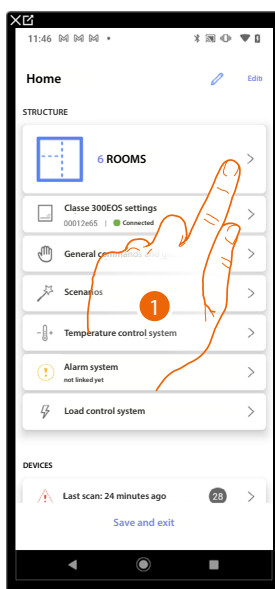 11:46
Home
Edit
STRUCTURE
6 ROOMS
Classe 300EOS settings
00012e65 | Connected
General commands and
Scenarios
1
Temperature control system
Alarm system
not linked yet
Load control system
DEVICES
Last scan: 24 minutes ago
28
Save and exit